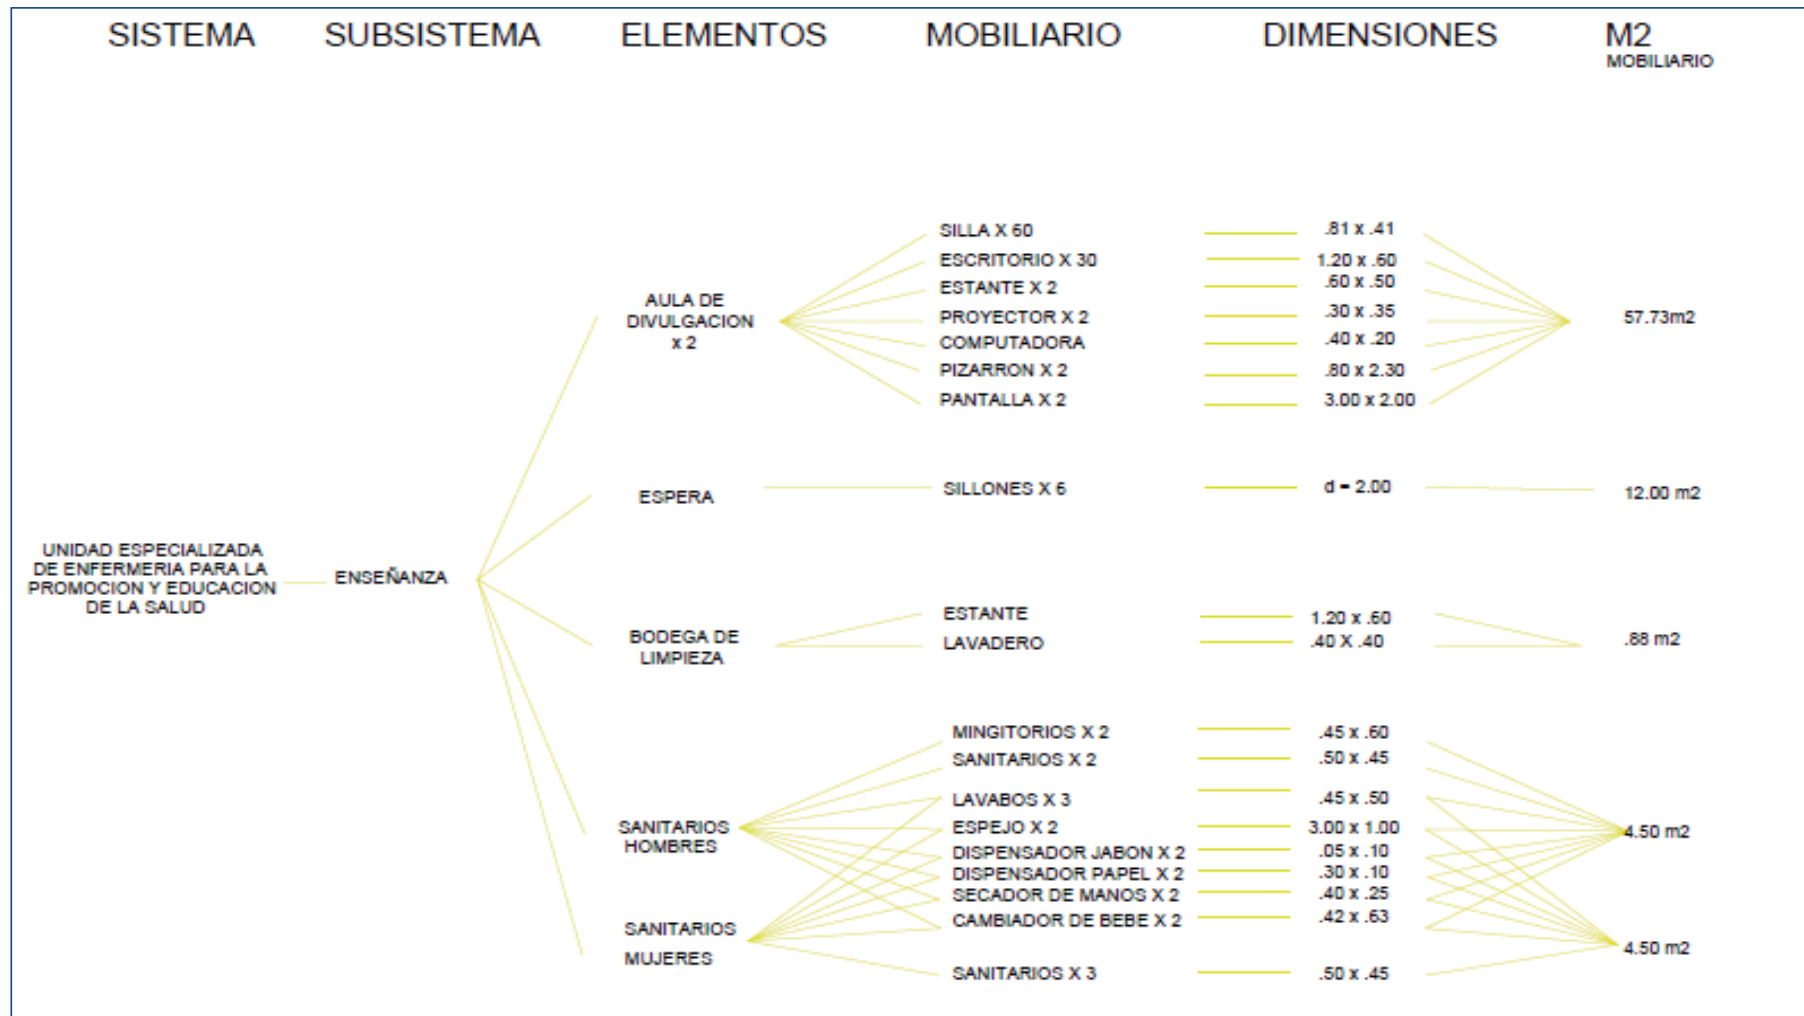 SISTEMA SUBSISTEMA ELEMENTOS MOBILIARIO DIMENSIONES M2
MOBILIARIO
UNIDAD ESPECIALIZADA
DE ENFERMERIA PARA LA
PROMOCION Y EDUCACION
DE LA SALUD
ENSEÑANZA
AULA DE
DIVULGACION
x 2
SILLA X 60 .81 x .41
ESCRITORIO X 30 1.20 x .60
ESTANTE X 2 .60 x .50
PROYECTOR X 2 .30 x .35
COMPUTADORA .40 x .20
PIZARRON X 2 .80 x 2.30
PANTALLA X 2 3.00 x 2.00
57.73m2
ESPERA
SILLONES X 6 d = 2.00 12.00 m2
BODEGA DE
LIMPIEZA
ESTANTE 1.20 x .60
LAVADERO .40 X .40
.88 m2
SANITARIOS
HOMBRES
MINGITORIOS X 2 .45 x .60
SANITARIOS X 2 .50 x .45
LAVABOS X 3 .45 x .50
ESPEJO X 2 3.00 x 1.00
DISPENSADOR JABON X 2 .05 x .10
DISPENSADOR PAPEL X 2 .30 x .10
SECADOR DE MANOS X 2 .40 x .25
CAMBIADOR DE BEBE X 2 .42 x .63
4.50 m2
SANITARIOS
MUJERES
SANITARIOS X 3 .50 x .45
4.50 m2